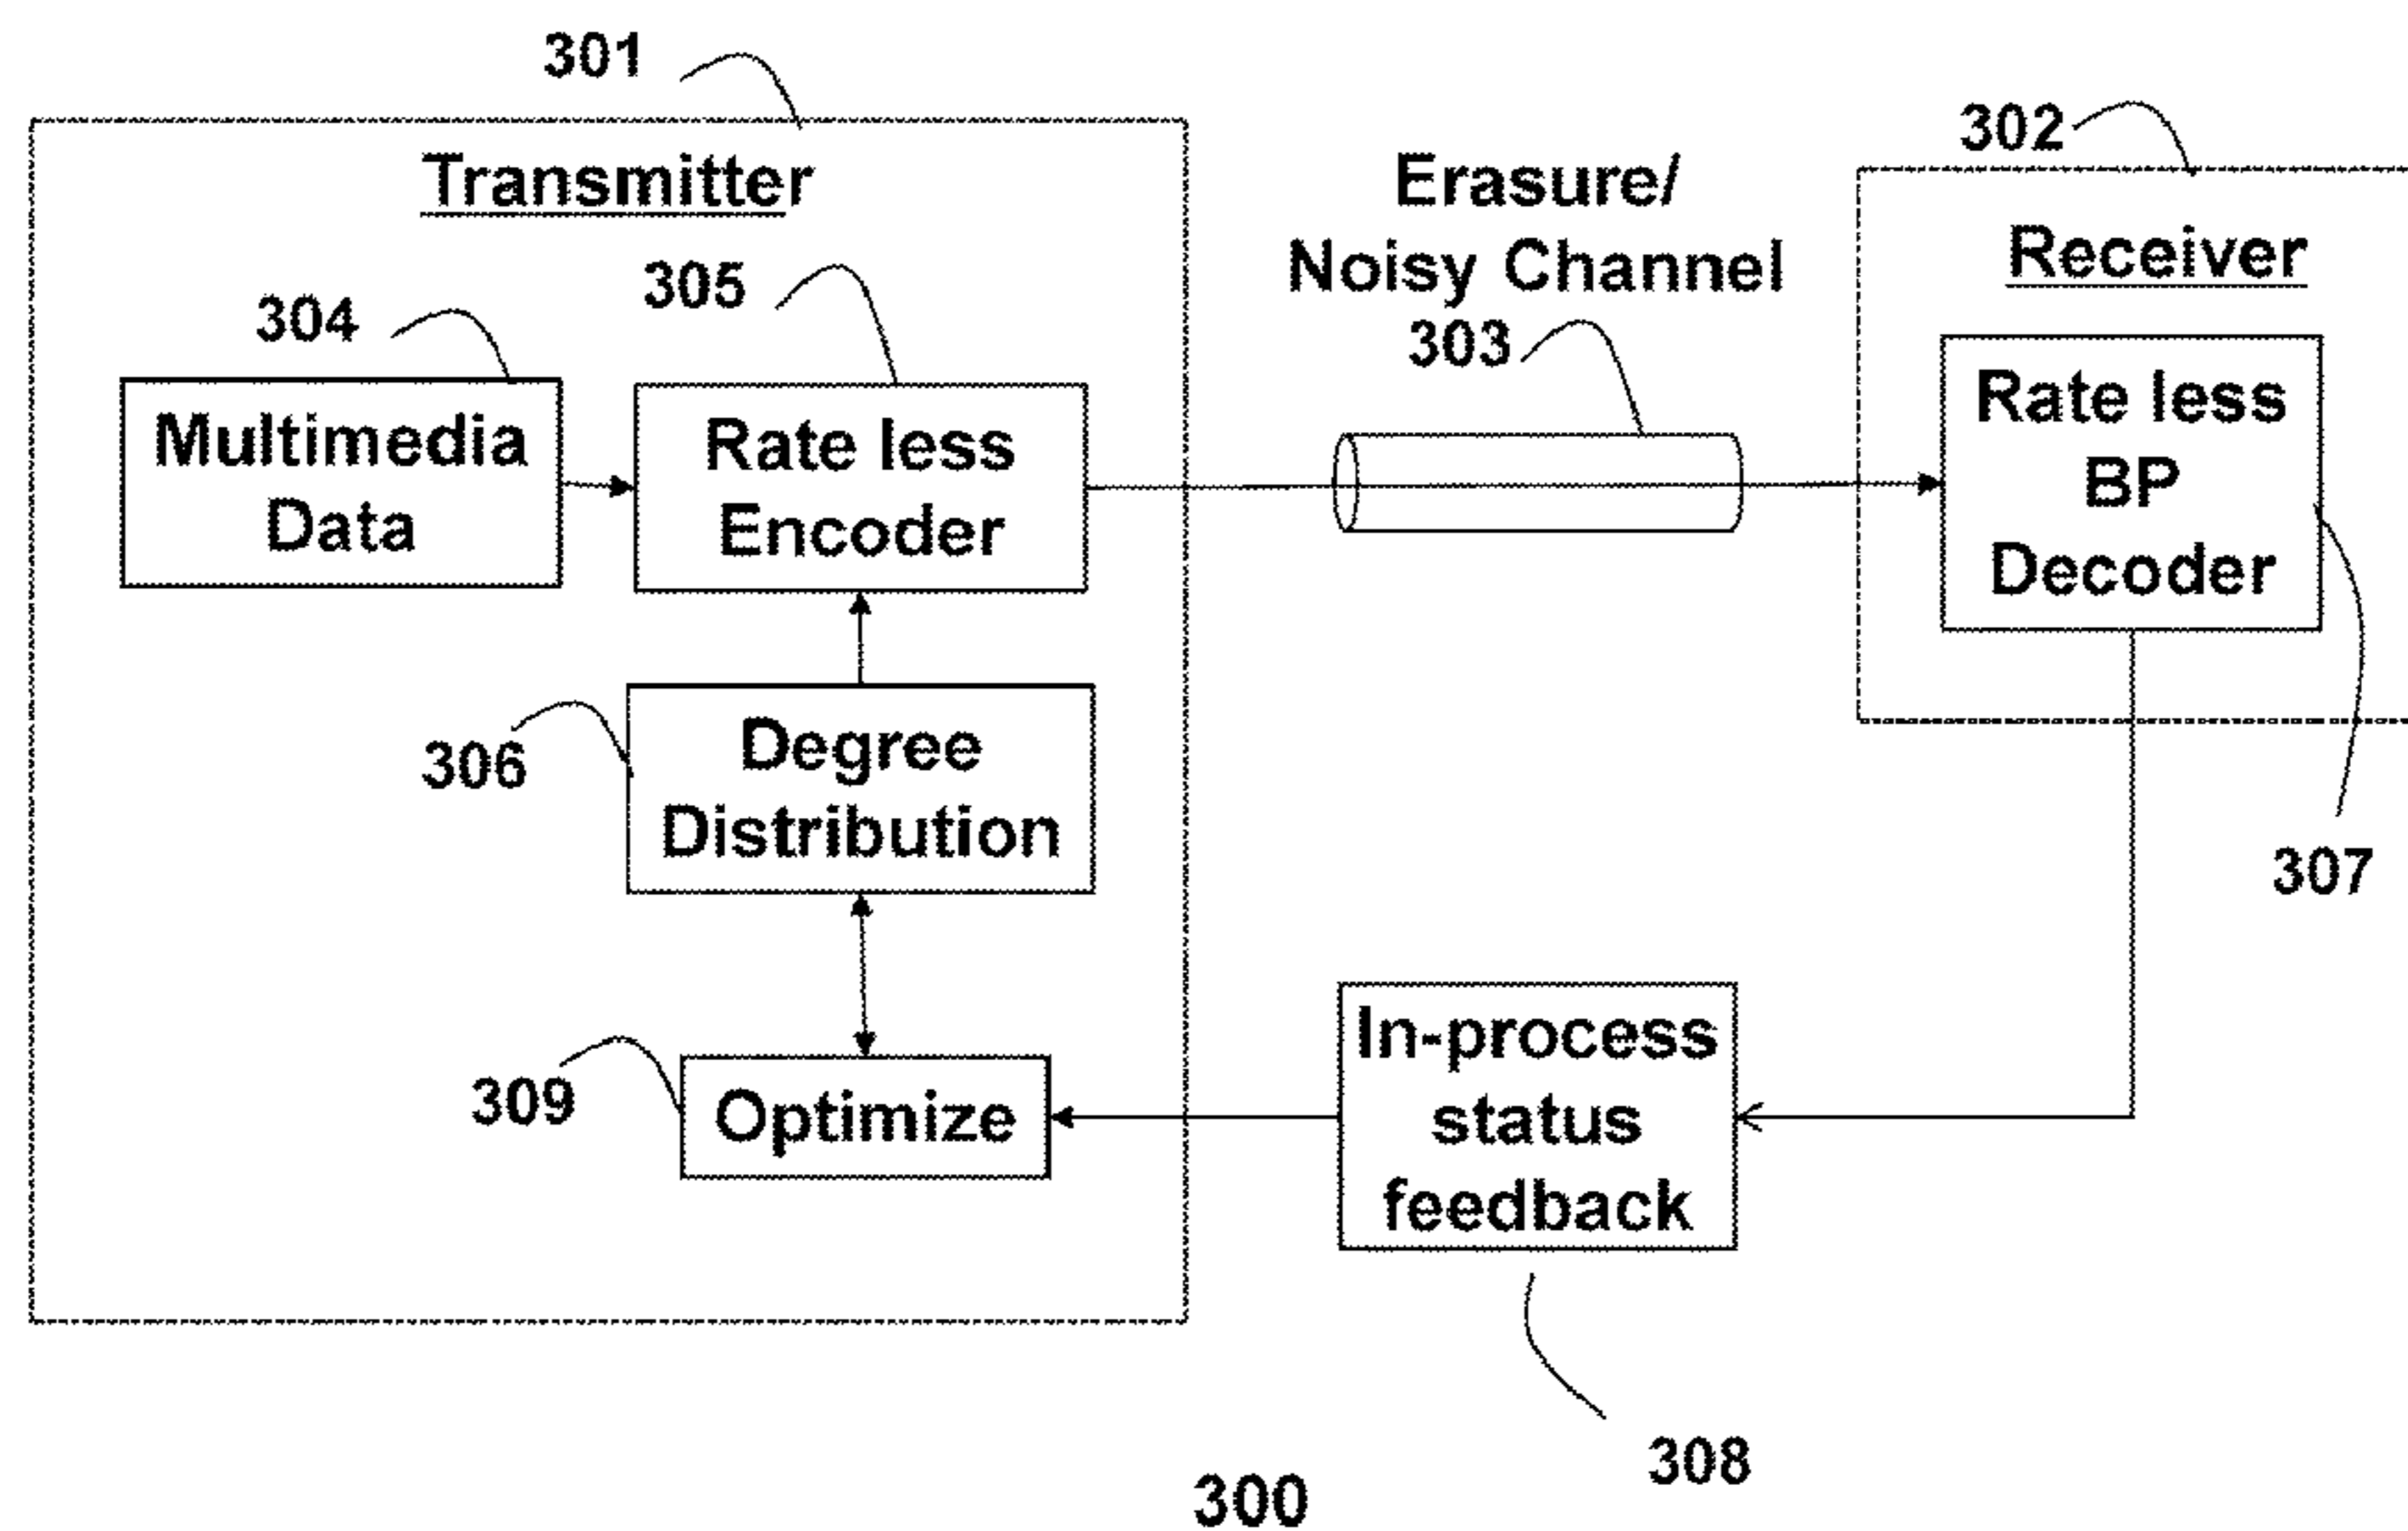 301
Transmitter
304
305
Multimedia
Data
Rate less
Encoder
306
Degree
Distribution
309
Optimize
Erasure/
Noisy Channel
303
302
Receiver
Rate less
BP
Decoder
307
In-process
status
feedback
308
300